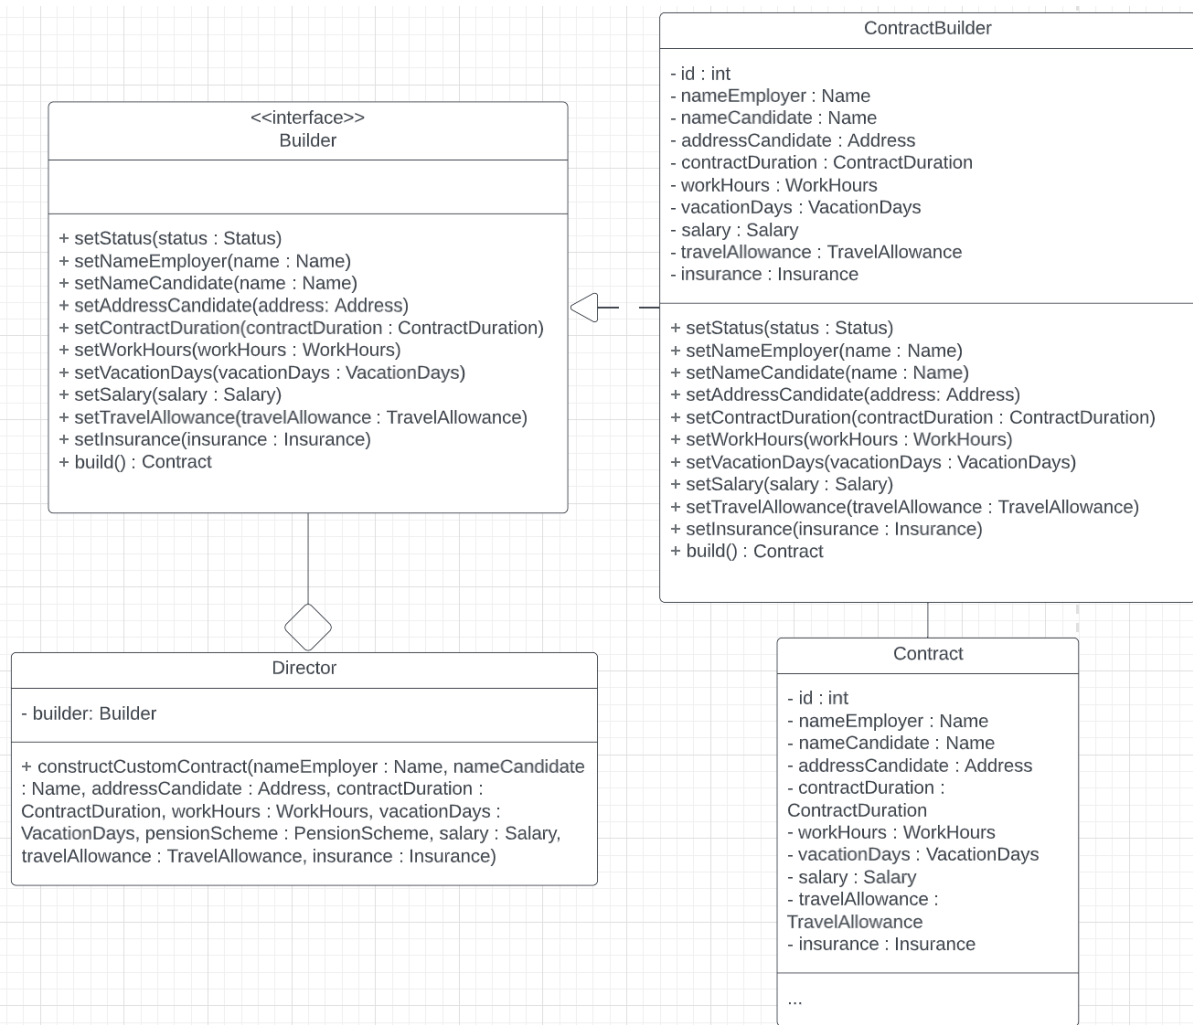 <<interface>>
Builder
+ setStatus(status : Status)
+ setNameEmployer(name : Name)
+ setNameCandidate(name : Name)
+ setAddressCandidate(address: Address)
+ setContractDuration(contractDuration : ContractDuration)
+ setWorkHours(workHours : WorkHours)
+ setVacationDays(vacationDays : VacationDays)
+ setSalary(salary : Salary)
+ setTravelAllowance(travelAllowance : TravelAllowance)
+ setInsurance(insurance : Insurance)
+ build() : Contract
ContractBuilder
- id : int
- nameEmployer : Name
- nameCandidate : Name
- addressCandidate : Address
- contractDuration : ContractDuration
- workHours : WorkHours
- vacationDays : VacationDays
- salary : Salary
- travelAllowance : TravelAllowance
- insurance : Insurance
+ setStatus(status : Status)
+ setNameEmployer(name : Name)
+ setNameCandidate(name : Name)
+ setAddressCandidate(address: Address)
+ setContractDuration(contractDuration : ContractDuration)
+ setWorkHours(workHours : WorkHours)
+ setVacationDays(vacationDays : VacationDays)
+ setSalary(salary : Salary)
+ setTravelAllowance(travelAllowance : TravelAllowance)
+ setInsurance(insurance : Insurance)
+ build() : Contract
Director
- builder: Builder
+ constructCustomContract(nameEmployer : Name, nameCandidate
: Name, addressCandidate : Address, contractDuration :
ContractDuration, workHours : WorkHours, vacationDays :
VacationDays, pensionScheme : PensionScheme, salary : Salary,
travelAllowance : TravelAllowance, insurance : Insurance)
Contract
- id : int
- nameEmployer : Name
- nameCandidate : Name
- addressCandidate : Address
- contractDuration :
ContractDuration
- workHours : WorkHours
- vacationDays : VacationDays
- salary : Salary
- travelAllowance :
TravelAllowance
- insurance : Insurance
...